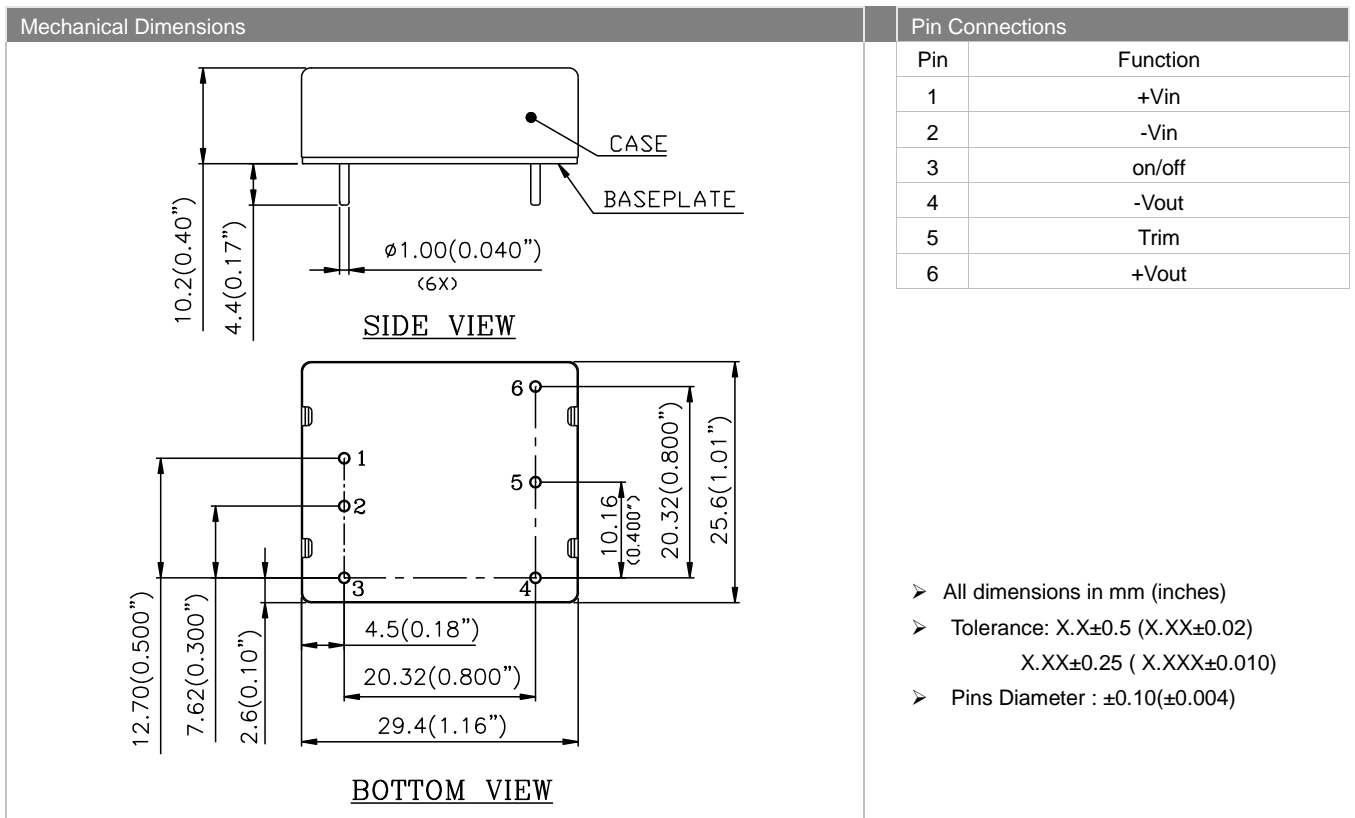 Mechanical Dimensions
CASE
BASEPLATE
10.2(0.40")
4.4(0.17")
ø1.00(0.040")
(6X)
SIDE VIEW
6
1
5
2
3
4
10.16
(0.400")
20.32(0.800")
25.6(1.01")
12.70(0.500")
7.62(0.300")
2.6(0.10")
4.5(0.18")
20.32(0.800")
29.4(1.16")
BOTTOM VIEW
Pin Connections
Pin Function
1 +Vin
2 -Vin
3 on/off
4 -Vout
5 Trim
6 +Vout
➢ All dimensions in mm (inches)
➢ Tolerance: X.X±0.5 (X.XX±0.02)
X.XX±0.25 ( X.XXX±0.010)
➢ Pins Diameter : ±0.10(±0.004)